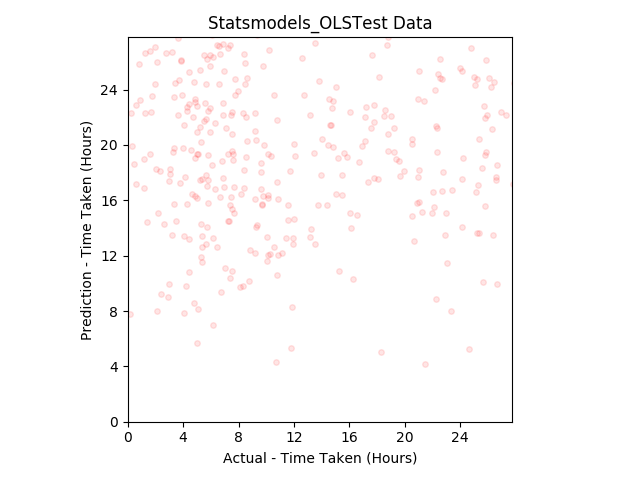 Statsmodels_OLSTest Data
Prediction - Time Taken (Hours)
24
20
16
12
8
4
0
0 4 8 12 16 20 24
Actual - Time Taken (Hours)